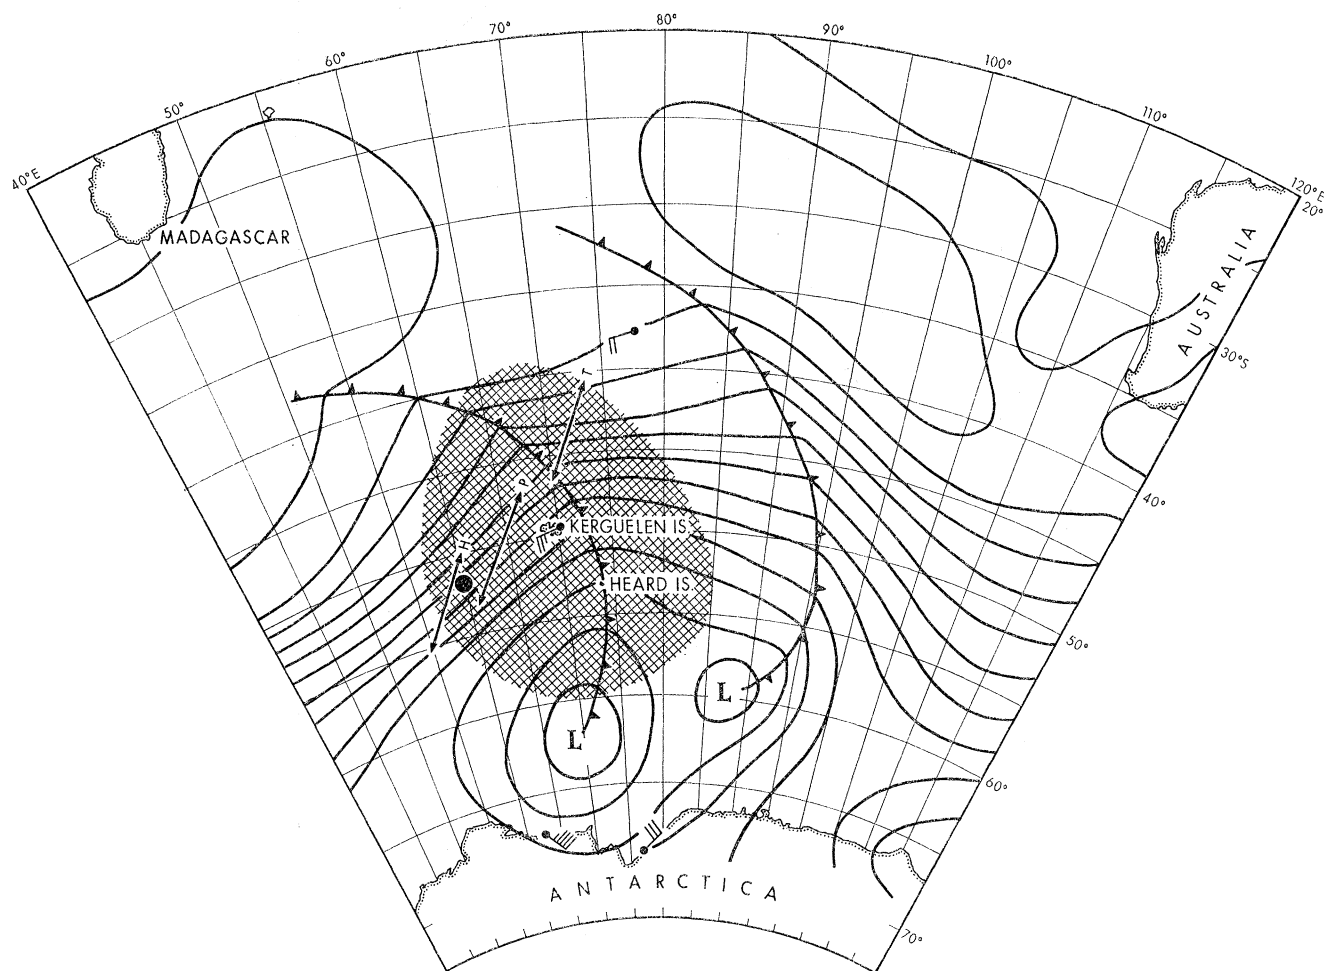 80°
70°
90°
60°
100°
50°
110°
40°E
120°E
20°
MADAGASCAR
AUSTRALIA
30°S
T
40°
P
KERGUELEN IS.
H
HEARD IS.
50°
L
L
60°
ANTARCTICA
70°